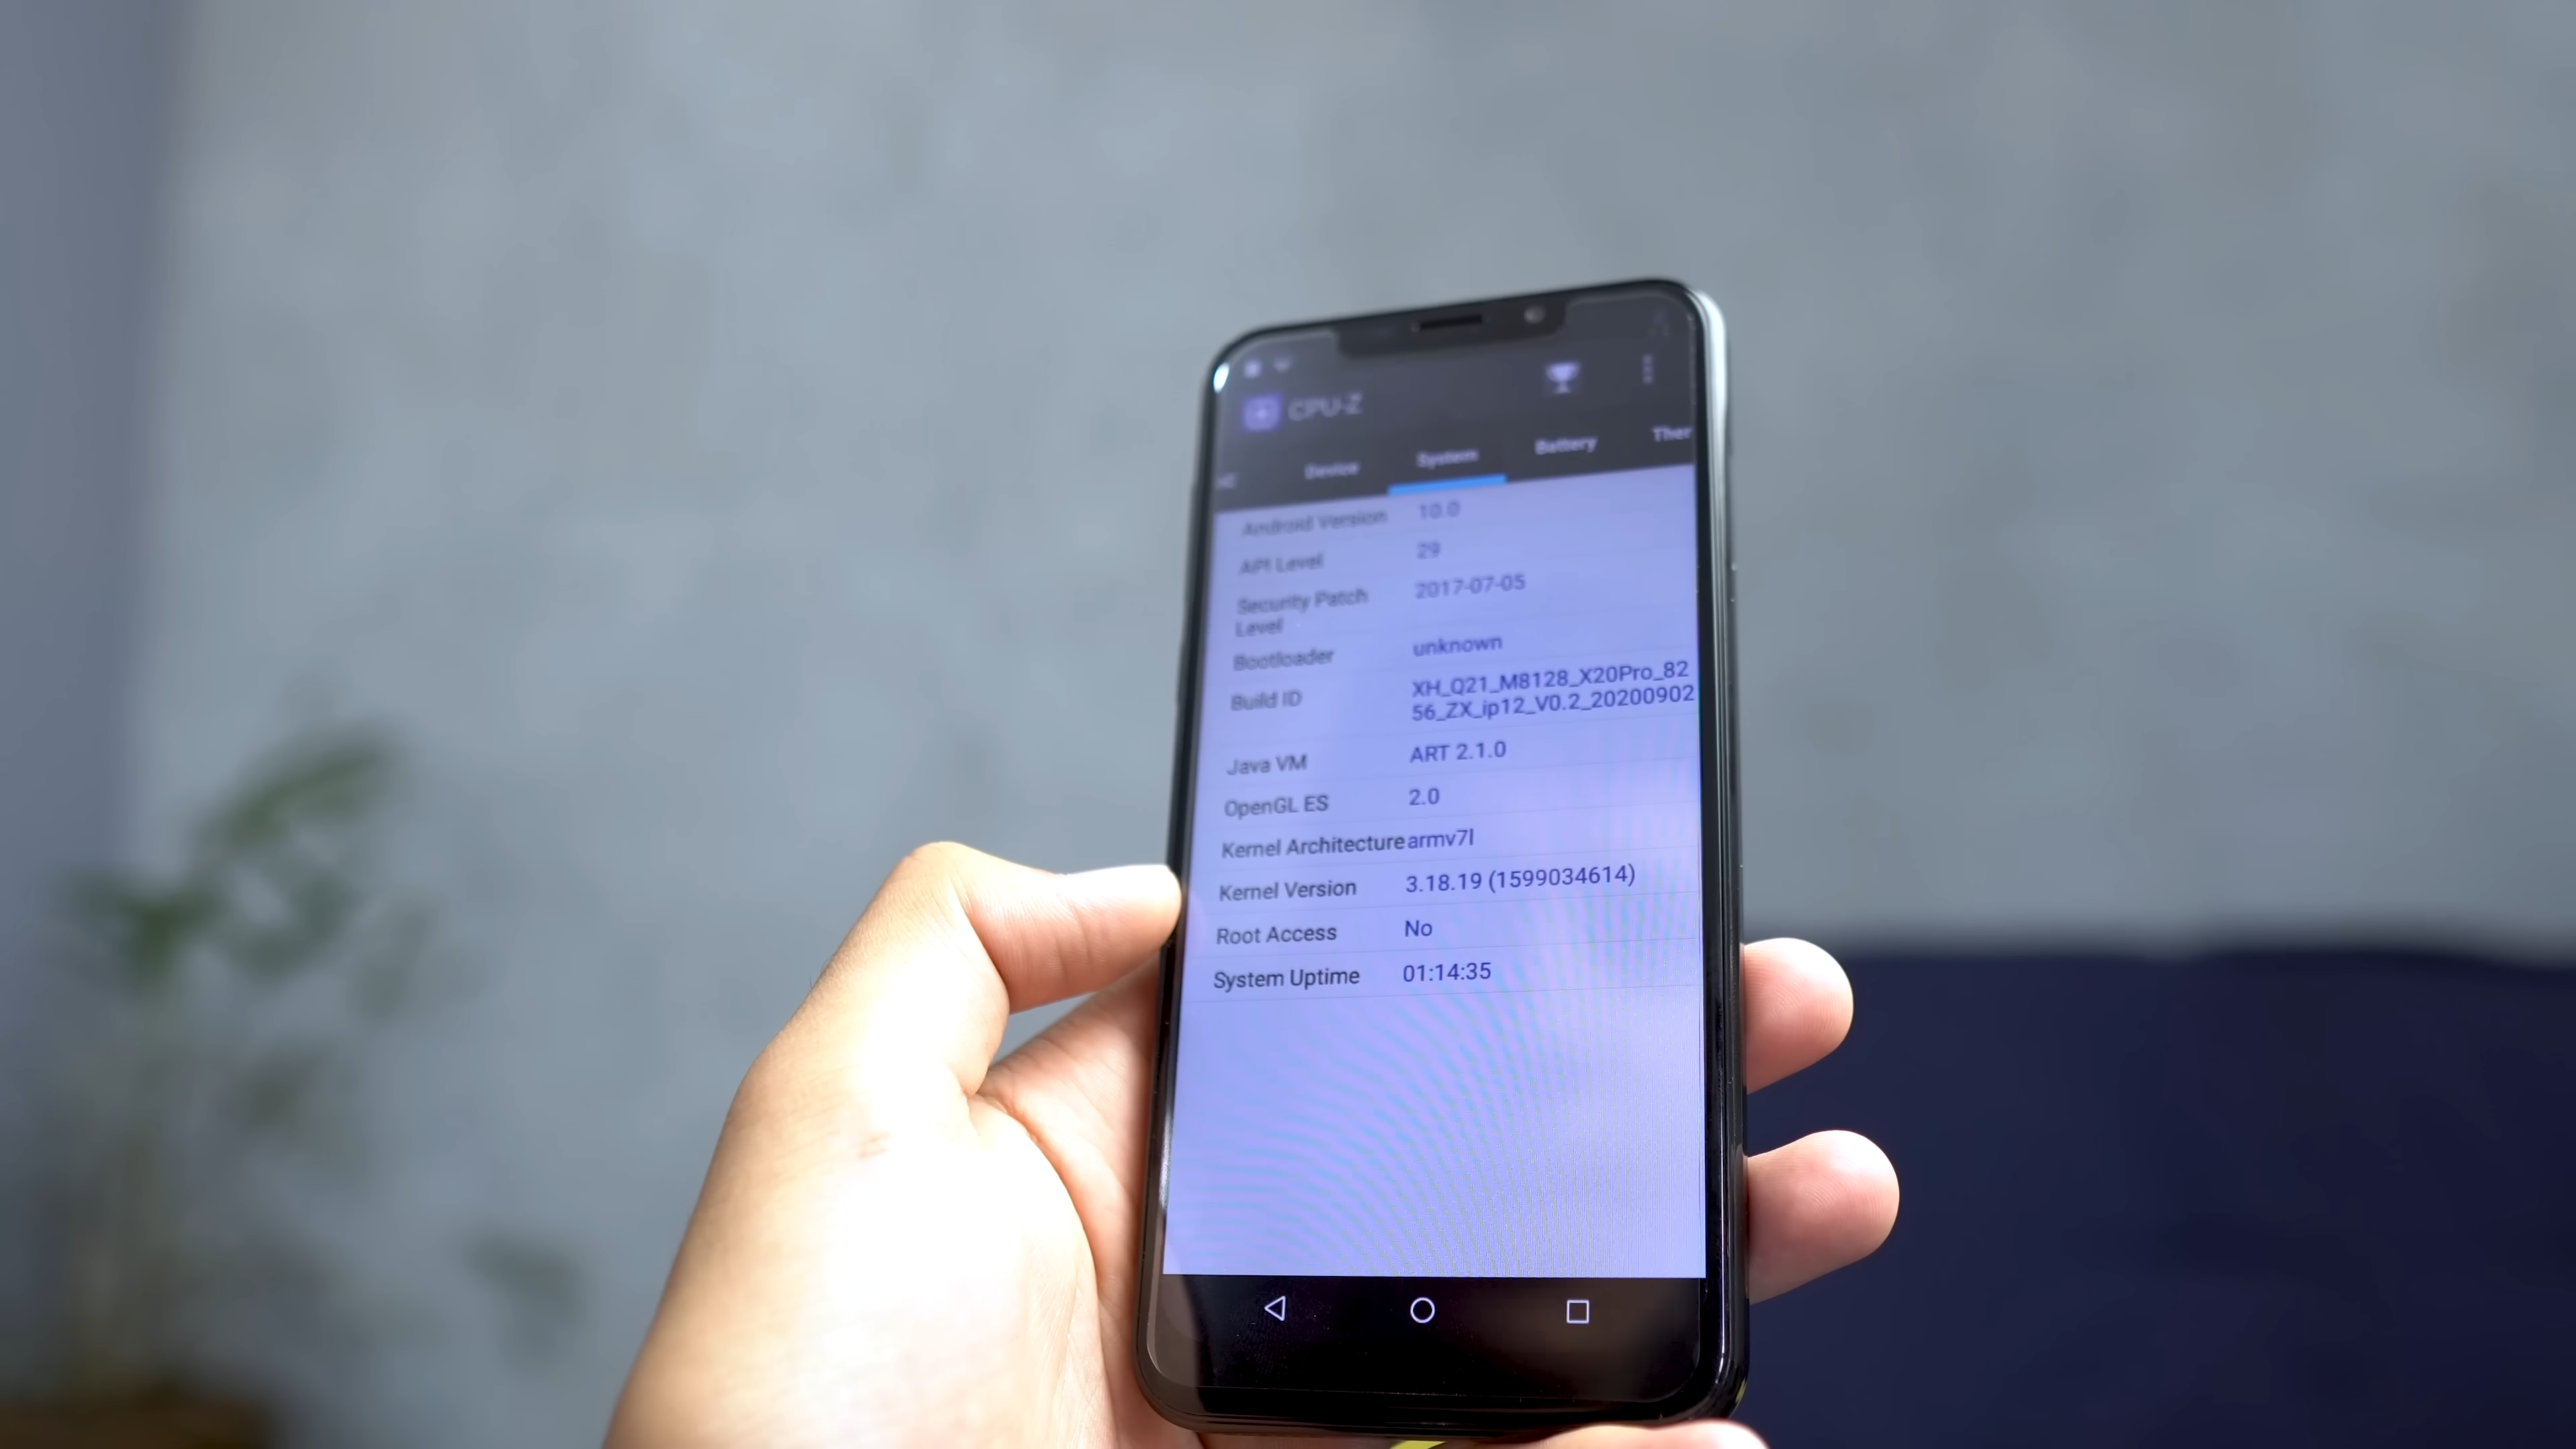 CPU-Z
Device System Battery Ther
Android Version 10.0
API Level 29
Security Patch 2017-07-05
Level
Bootloader unknown
Build ID XH_Q21_M8128_X20Pro_82
56_ZX_ip12_V0.2_20200902
Java VM ART 2.1.0
OpenGL ES 2.0
Kernel Architecture armv7l
Kernel Version 3.18.19 (1599034614)
Root Access No
System Uptime 01:14:35